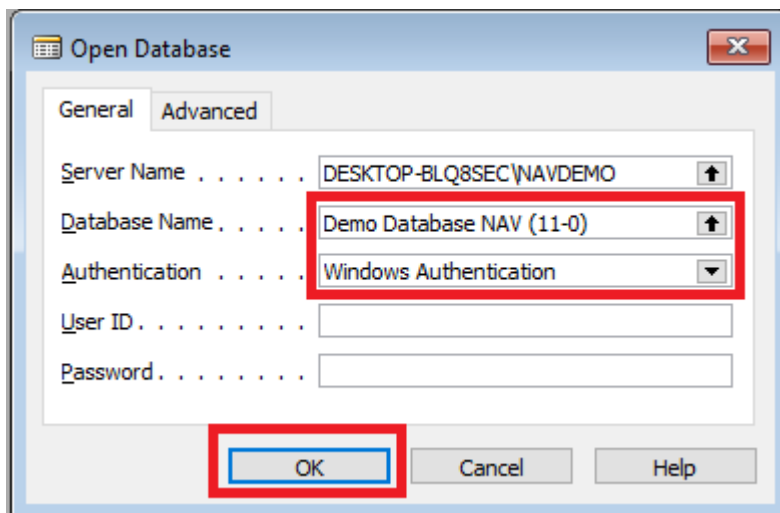 Open Database
General Advanced
Server Name . . . . . . DESKTOP-BLQ8SEC\NAVDEMO
Database Name . . . . . Demo Database NAV (11-0)
Authentication . . . . . Windows Authentication
User ID . . . . . . . . .
Password . . . . . . . .
OK Cancel Help